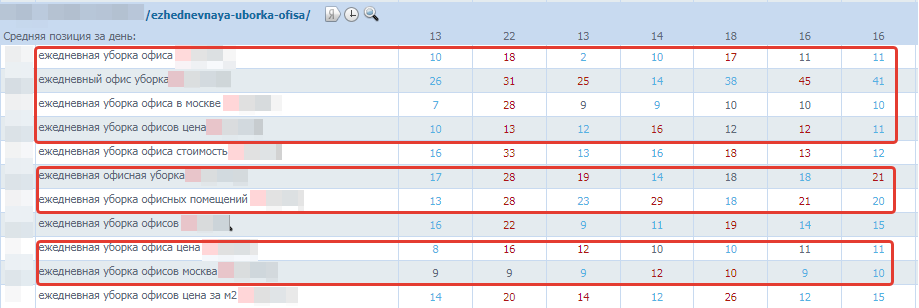 /ezhednevnaya-uborka-ofisa/ Я
Средняя позиция за день: 13 22 13 14 18 16 16
ежедневная уборка офиса 10 18 2 10 17 11 11
ежедневный офис уборка 26 31 25 14 38 45 41
ежедневная уборка офиса в москве 7 28 9 9 10 10 10
ежедневная уборка офисов цена 10 13 12 16 12 12 11
ежедневная уборка офиса стоимость 16 33 13 16 18 13 12
ежедневная офисная уборка 17 28 19 14 18 18 21
ежедневная уборка офисных помещений 13 28 23 29 18 21 20
ежедневная уборка офисов 16 22 9 11 19 14 15
ежедневная уборка офиса цена 8 16 12 10 10 11 11
ежедневная уборка офисов москва 9 9 9 12 10 9 10
ежедневная уборка офисов цена за м2 14 20 14 12 26 12 15